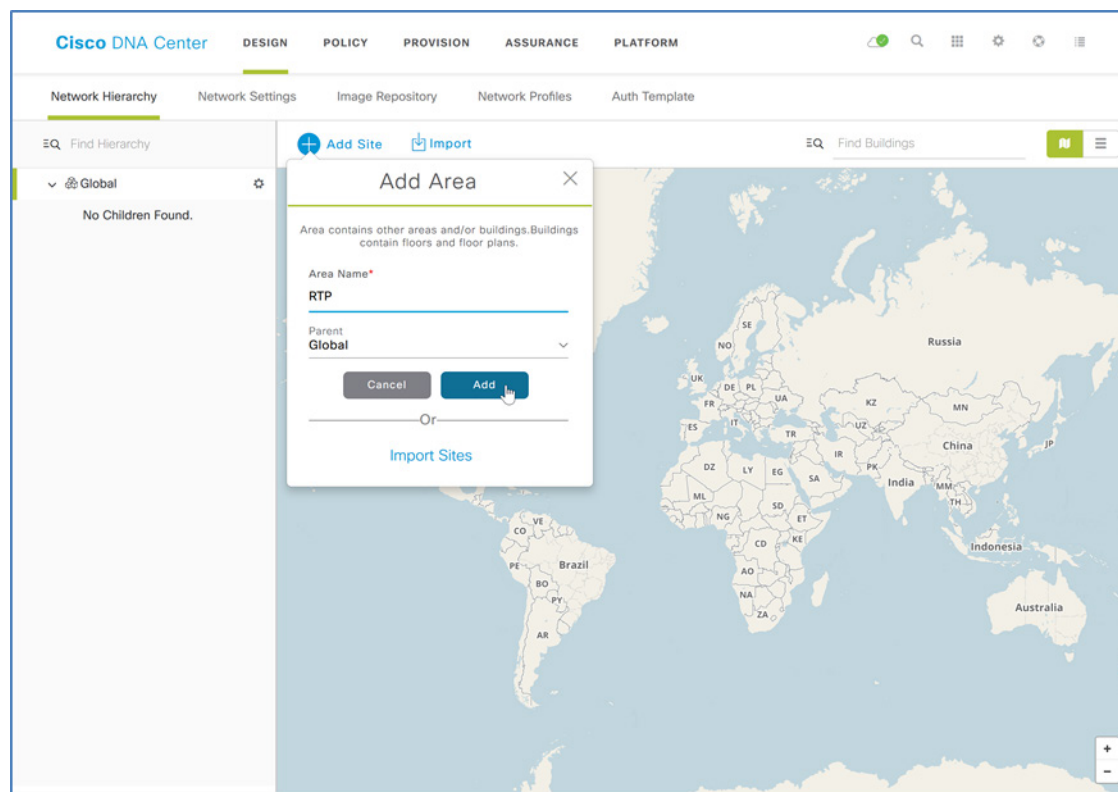 Cisco DNA Center DESIGN POLICY PROVISION ASSURANCE PLATFORM
Network Hierarchy Network Settings Image Repository Network Profiles Auth Template
Find Hierarchy Add Site Import Find Buildings
Global
No Children Found.
Add Area
Area contains other areas and/or buildings.Buildings
contain floors and floor plans.
Area Name*
RTP
Parent
Global
Cancel Add
Or
Import Sites
SE
NO
Russia
UK
DE PL
UA
FR
KZ
MN
IT
ES
UZ
TR
China
JP
IR
PK
DZ
LY
EG
SA
India
MM
TH
ML
NG
SD
ET
VE
CO
CD
KE
Indonesia
PE
Brazil
AO
BO
NA
PY
ZA
Australia
AR
+
−